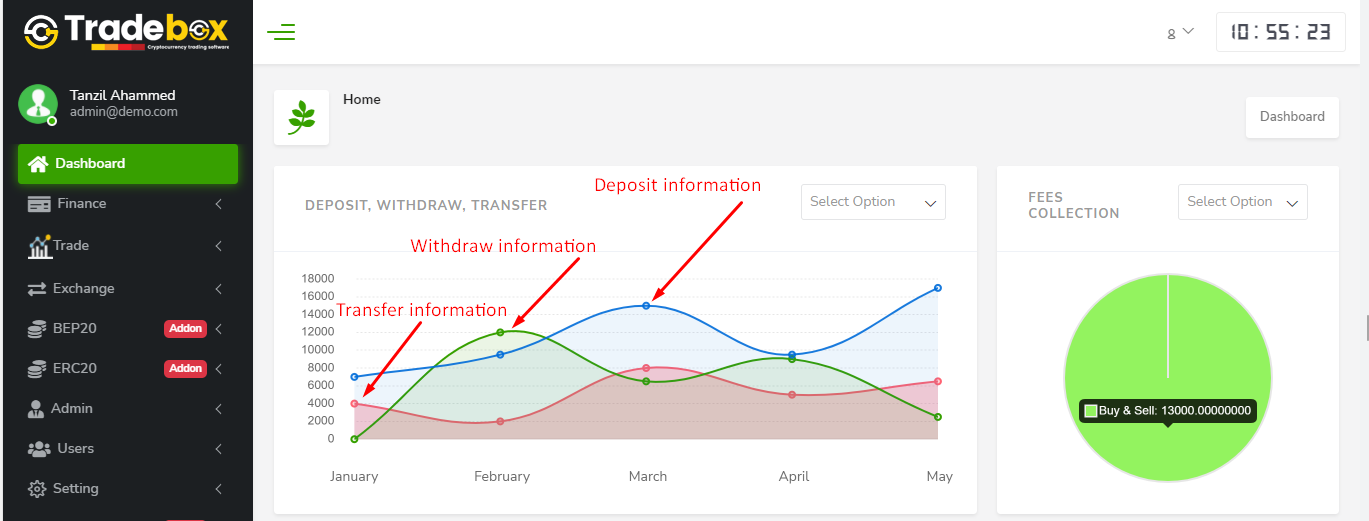 Tradebox
Cryptocurrency trading software
10:55:23
Tanzil Ahammed
admin@demo.com
Home
Dashboard
Dashboard
Finance
Trade
Exchange
BEP20 Addon
ERC20 Addon
Admin
Users
Setting
DEPOSIT, WITHDRAW, TRANSFER
Select Option
Deposit information
Withdraw information
Transfer information
18000
16000
14000
12000
10000
8000
6000
4000
2000
0
January February March April May
FEES
COLLECTION
Select Option
Buy & Sell: 13000.00000000